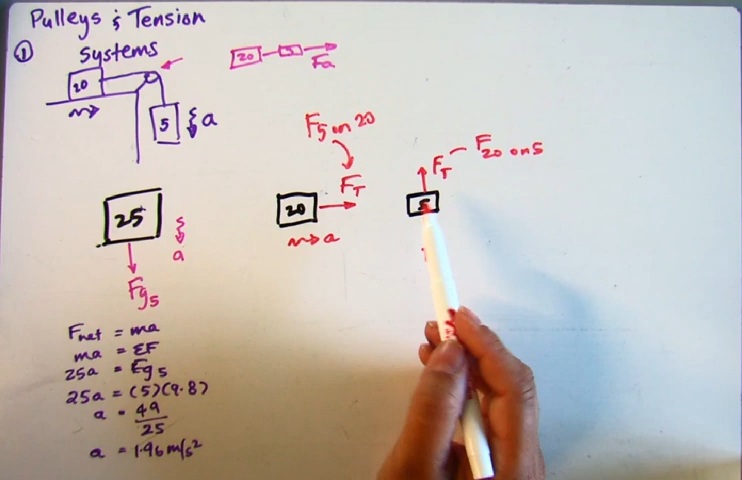 Pulleys & Tension
① Systems
20
5
a
20 5 Fa
25
a
Fg5
Fnet = ma
ma = ΣF
25a = Fg5
25a = (5)(9.8)
a = 49
25
a = 1.96 m/s²
F5 on 20
FT
20
a
FT
F20 on 5
5